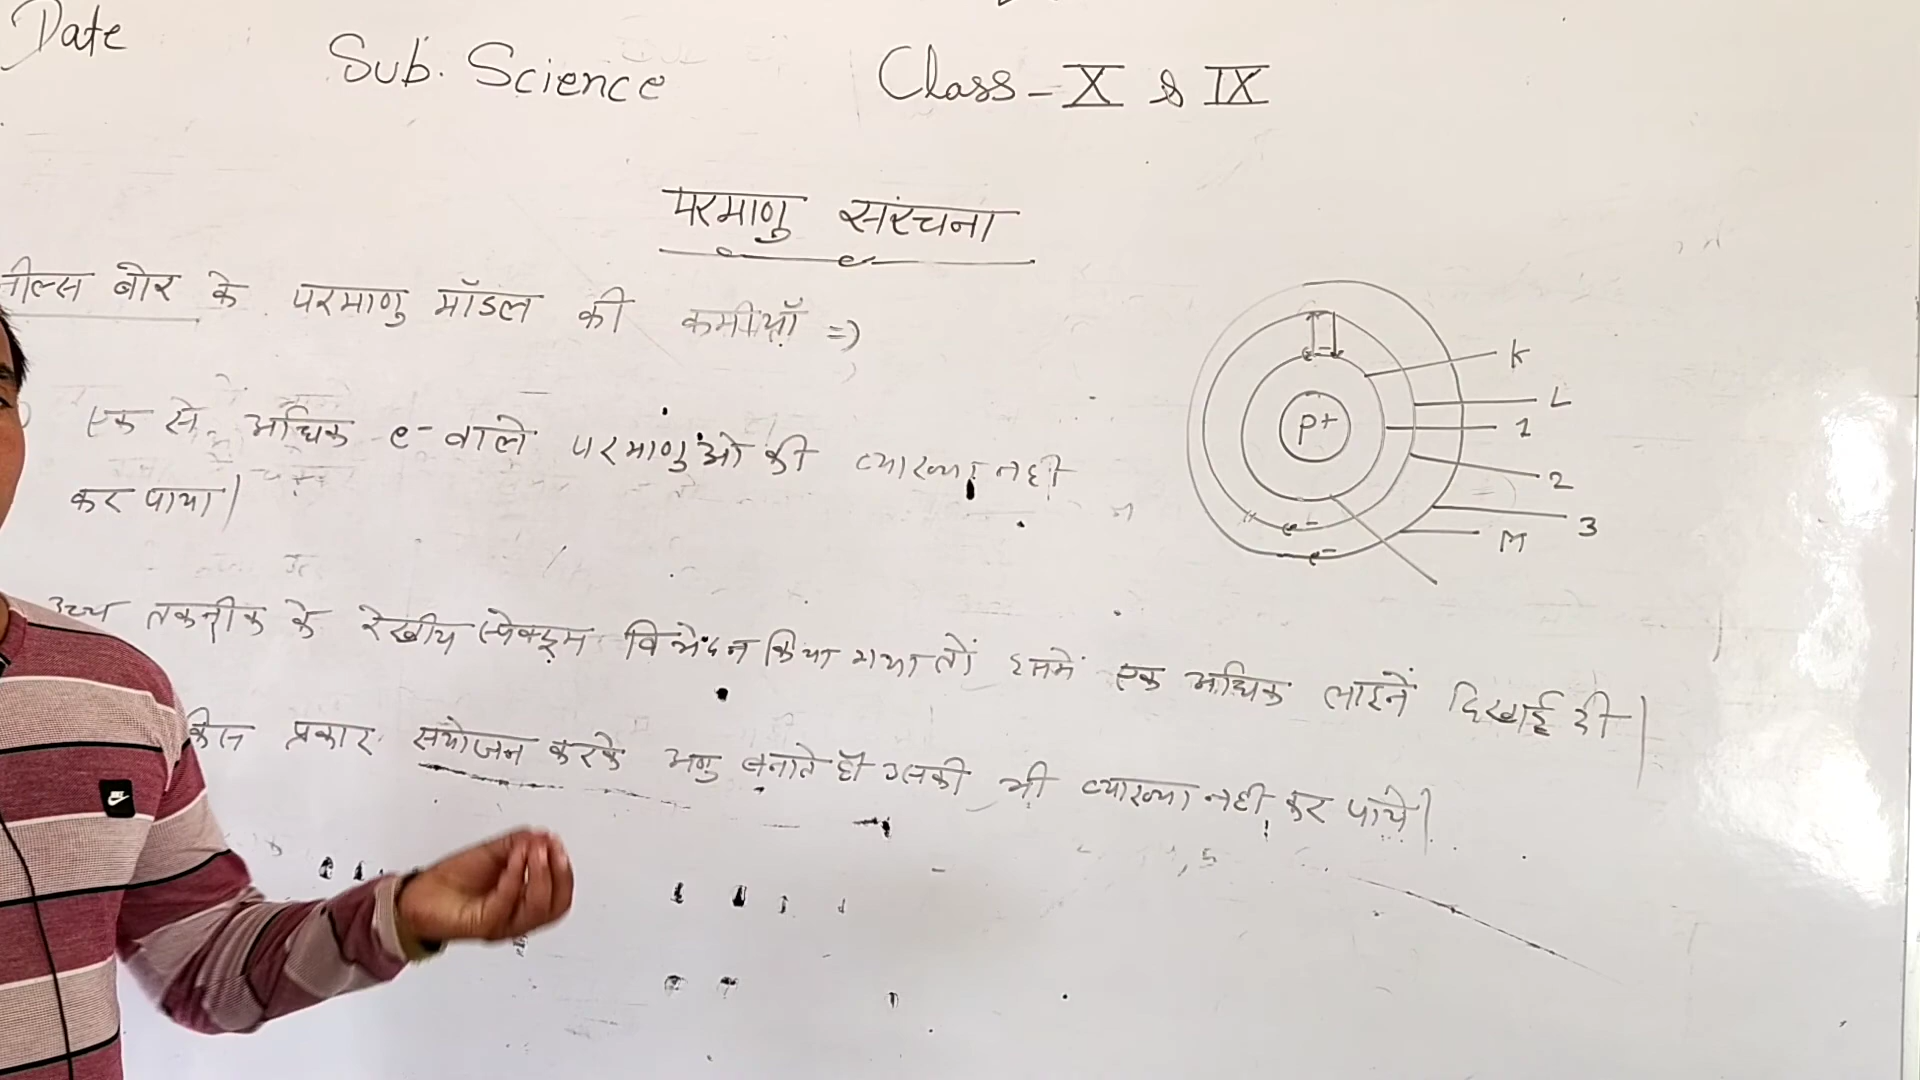 Date
Sub. Science
Class - X & IX
परमाणु संरचना
नील्स बोर के परमाणु मॉडल की कमीयाँ =)
एक से अधिक e- वाले परमाणुओ की व्याख्या नही
कर पाया।
उच्च तकनीक के रेखीय स्पेक्ट्रम विभेदन किया गया तों इसमें एक अधिक लाइनें दिखाई दी।
किस प्रकार संयोजन करके अणु बनाते हैं उसकी भी व्याख्या नही कर पाये।
K
L
1
2
3
M
P+
e-
e-
e-